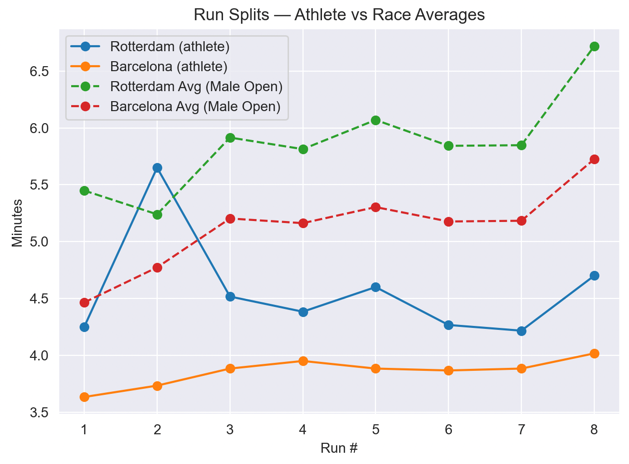 Run Splits — Athlete vs Race Averages
Rotterdam (athlete)
Barcelona (athlete)
Rotterdam Avg (Male Open)
Barcelona Avg (Male Open)
Minutes
6.5
6.0
5.5
5.0
4.5
4.0
3.5
1 2 3 4 5 6 7 8
Run #